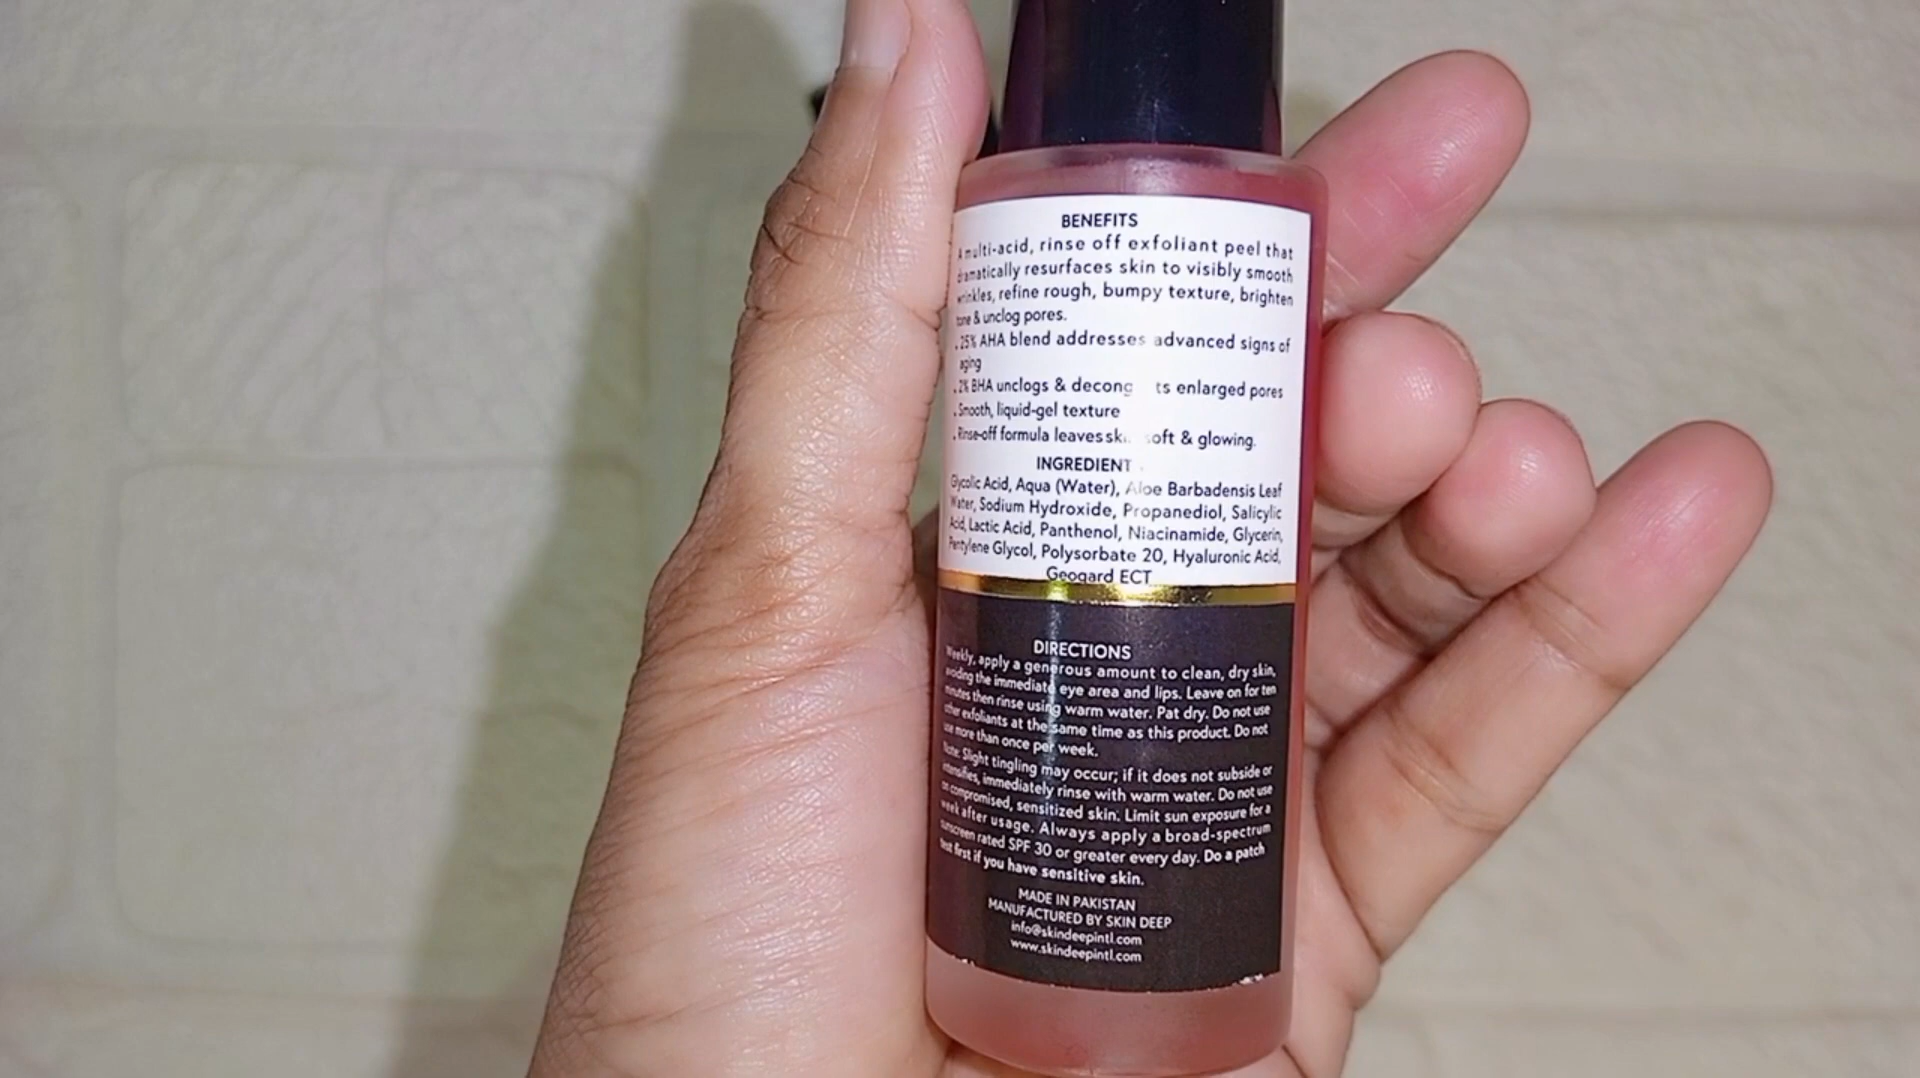 BENEFITS
A multi-acid, rinse off exfoliant peel that
dramatically resurfaces skin to visibly smooth
wrinkles, refine rough, bumpy texture, brighten
tone & unclog pores.
. 25% AHA blend addresses advanced signs of
aging
. 2% BHA unclogs & decong ts enlarged pores
. Smooth, liquid-gel texture
. Rinse-off formula leaves sk oft & glowing.
INGREDIENT
Glycolic Acid, Aqua (Water), Aloe Barbadensis Leaf
Water, Sodium Hydroxide, Propanediol, Salicylic
Acid, Lactic Acid, Panthenol, Niacinamide, Glycerin,
Pentylene Glycol, Polysorbate 20, Hyaluronic Acid,
Geogard ECT
DIRECTIONS
Weekly, apply a generous amount to clean, dry skin,
avoiding the immediate eye area and lips. Leave on for ten
minutes then rinse using warm water. Pat dry. Do not use
other exfoliants at the same time as this product. Do not
use more than once per week.
Note: Slight tingling may occur; if it does not subside or
intensifies, immediately rinse with warm water. Do not use
on compromised, sensitized skin. Limit sun exposure for a
week after usage. Always apply a broad-spectrum
sunscreen rated SPF 30 or greater every day. Do a patch
test first if you have sensitive skin.
MADE IN PAKISTAN
MANUFACTURED BY SKIN DEEP
info@skindeepintl.com
www.skindeepintl.com